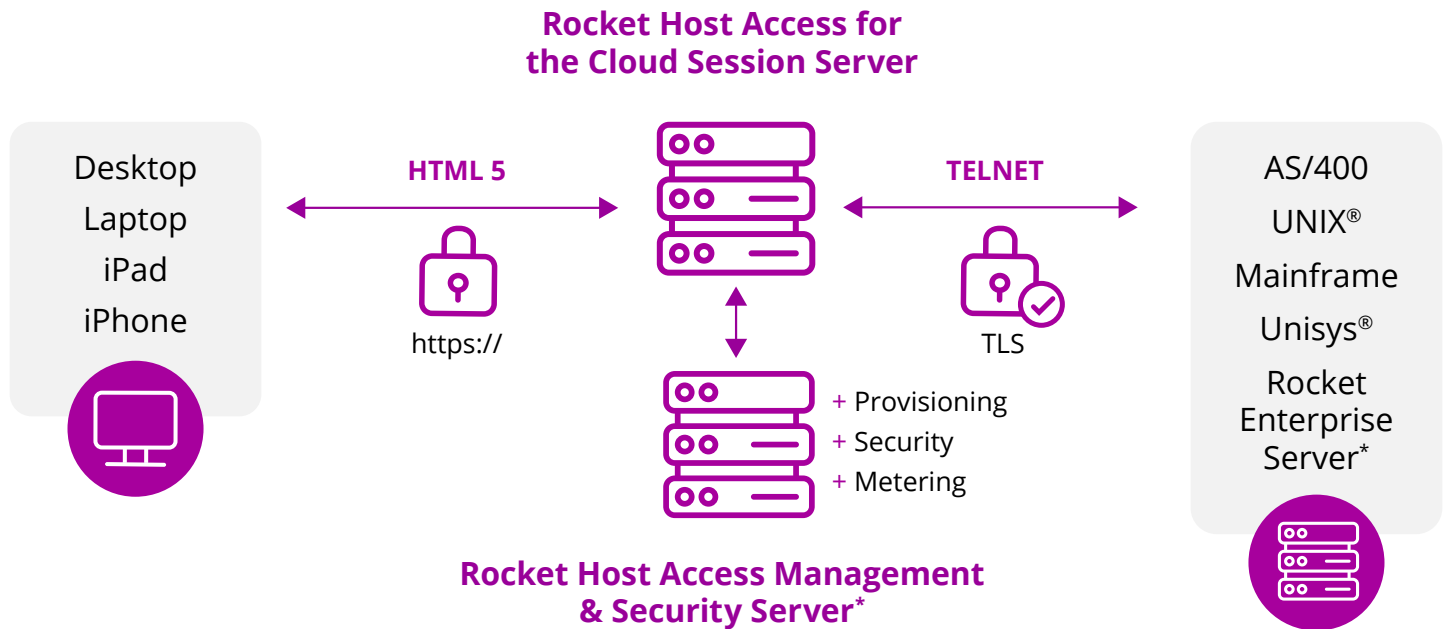 Rocket Host Access for
the Cloud Session Server
Desktop
Laptop
iPad
iPhone
HTML 5
https://
TELNET
TLS
AS/400
UNIX®
Mainframe
Unisys®
Rocket
Enterprise
Server*
+ Provisioning
+ Security
+ Metering
Rocket Host Access Management
& Security Server*